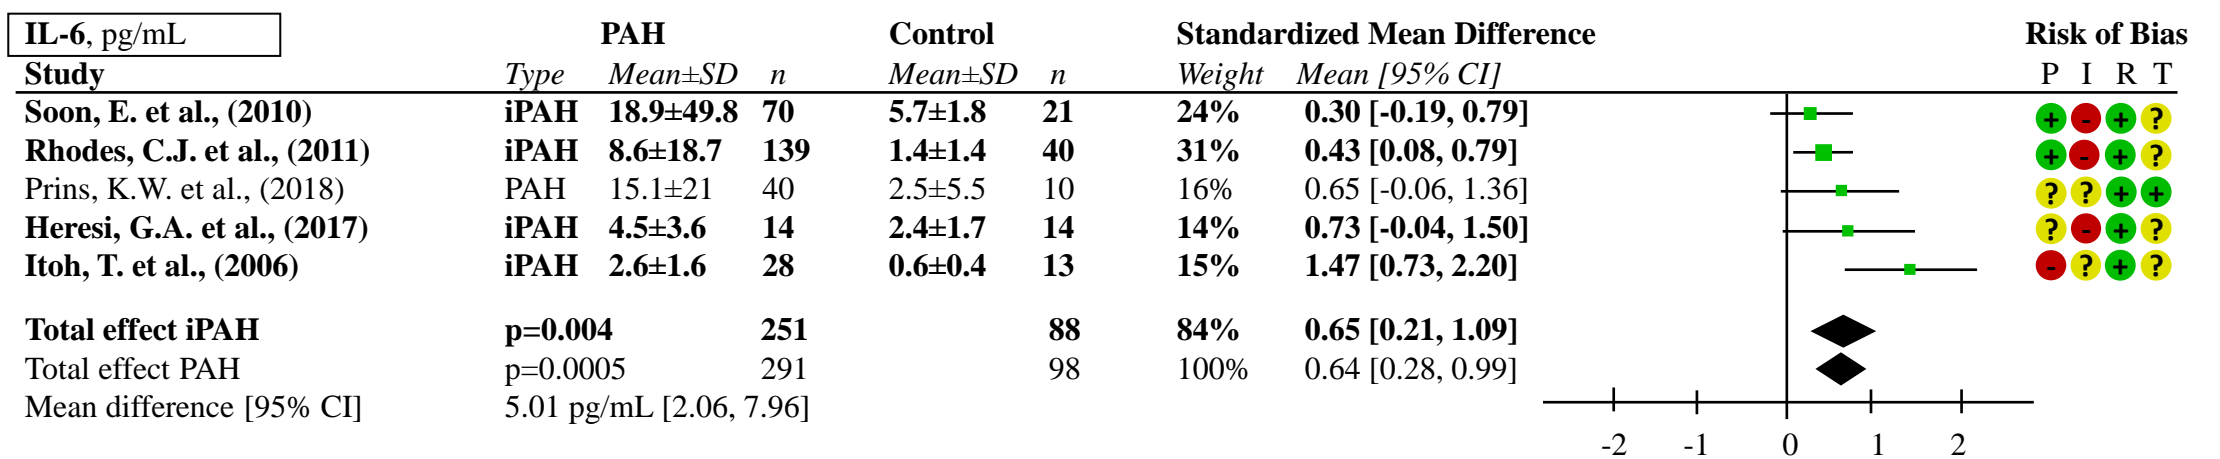 IL-6, pg/mL PAH Control Standardized Mean Difference Risk of Bias
Study Type Mean±SD n Mean±SD n Weight Mean [95% CI] P I R T
Soon, E. et al., (2010) iPAH 18.9±49.8 70 5.7±1.8 21 24% 0.30 [-0.19, 0.79] + - + ?
Rhodes, C.J. et al., (2011) iPAH 8.6±18.7 139 1.4±1.4 40 31% 0.43 [0.08, 0.79] + - + ?
Prins, K.W. et al., (2018) PAH 15.1±21 40 2.5±5.5 10 16% 0.65 [-0.06, 1.36] ? ? + +
Heresi, G.A. et al., (2017) iPAH 4.5±3.6 14 2.4±1.7 14 14% 0.73 [-0.04, 1.50] ? - + ?
Itoh, T. et al., (2006) iPAH 2.6±1.6 28 0.6±0.4 13 15% 1.47 [0.73, 2.20] - ? + ?
Total effect iPAH p=0.004 251 88 84% 0.65 [0.21, 1.09]
Total effect PAH p=0.0005 291 98 100% 0.64 [0.28, 0.99]
Mean difference [95% CI] 5.01 pg/mL [2.06, 7.96]
-2 -1 0 1 2